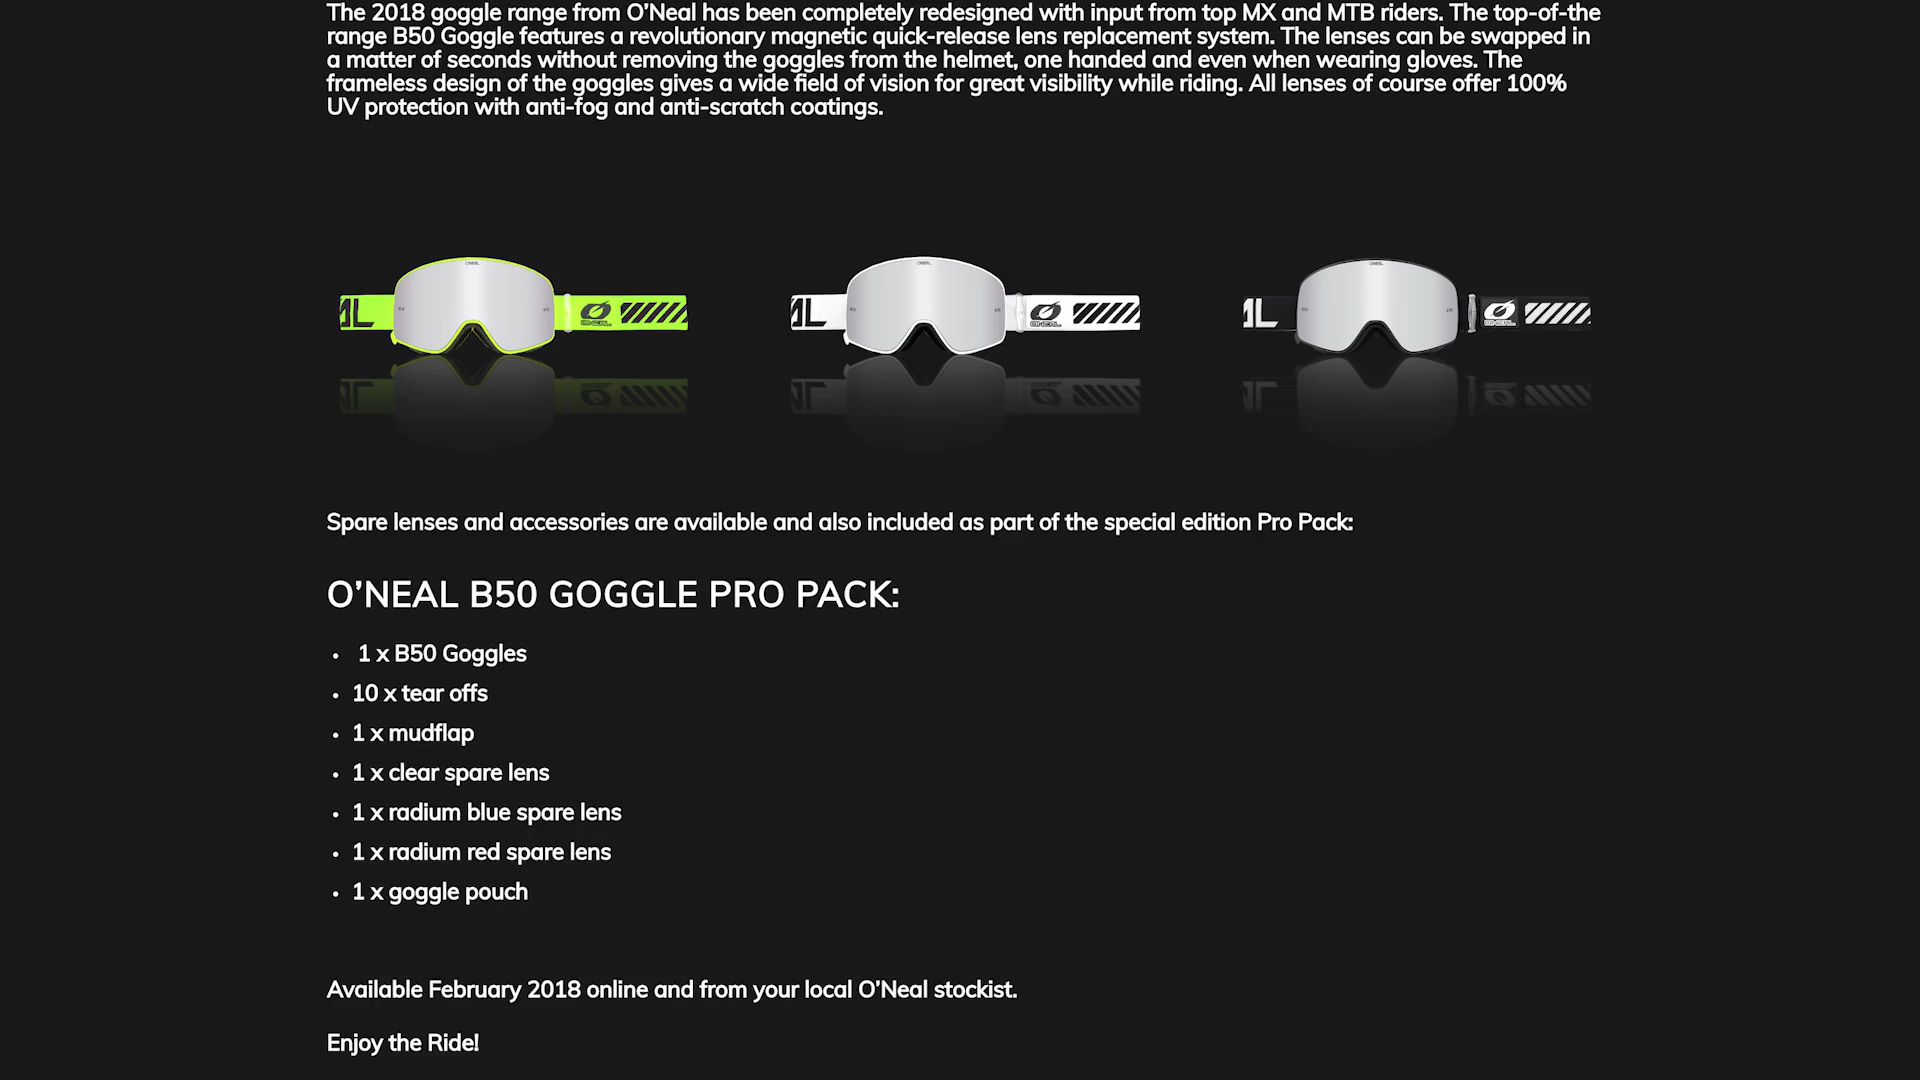 The 2018 goggle range from O’Neal has been completely redesigned with input from top MX and MTB riders. The top-of-the
range B50 Goggle features a revolutionary magnetic quick-release lens replacement system. The lenses can be swapped in
a matter of seconds without removing the goggles from the helmet, one handed and even when wearing gloves. The
frameless design of the goggles gives a wide field of vision for great visibility while riding. All lenses of course offer 100%
UV protection with anti-fog and anti-scratch coatings.
Spare lenses and accessories are available and also included as part of the special edition Pro Pack:
O’NEAL B50 GOGGLE PRO PACK:
• 1 x B50 Goggles
• 10 x tear offs
• 1 x mudflap
• 1 x clear spare lens
• 1 x radium blue spare lens
• 1 x radium red spare lens
• 1 x goggle pouch
Available February 2018 online and from your local O’Neal stockist.
Enjoy the Ride!